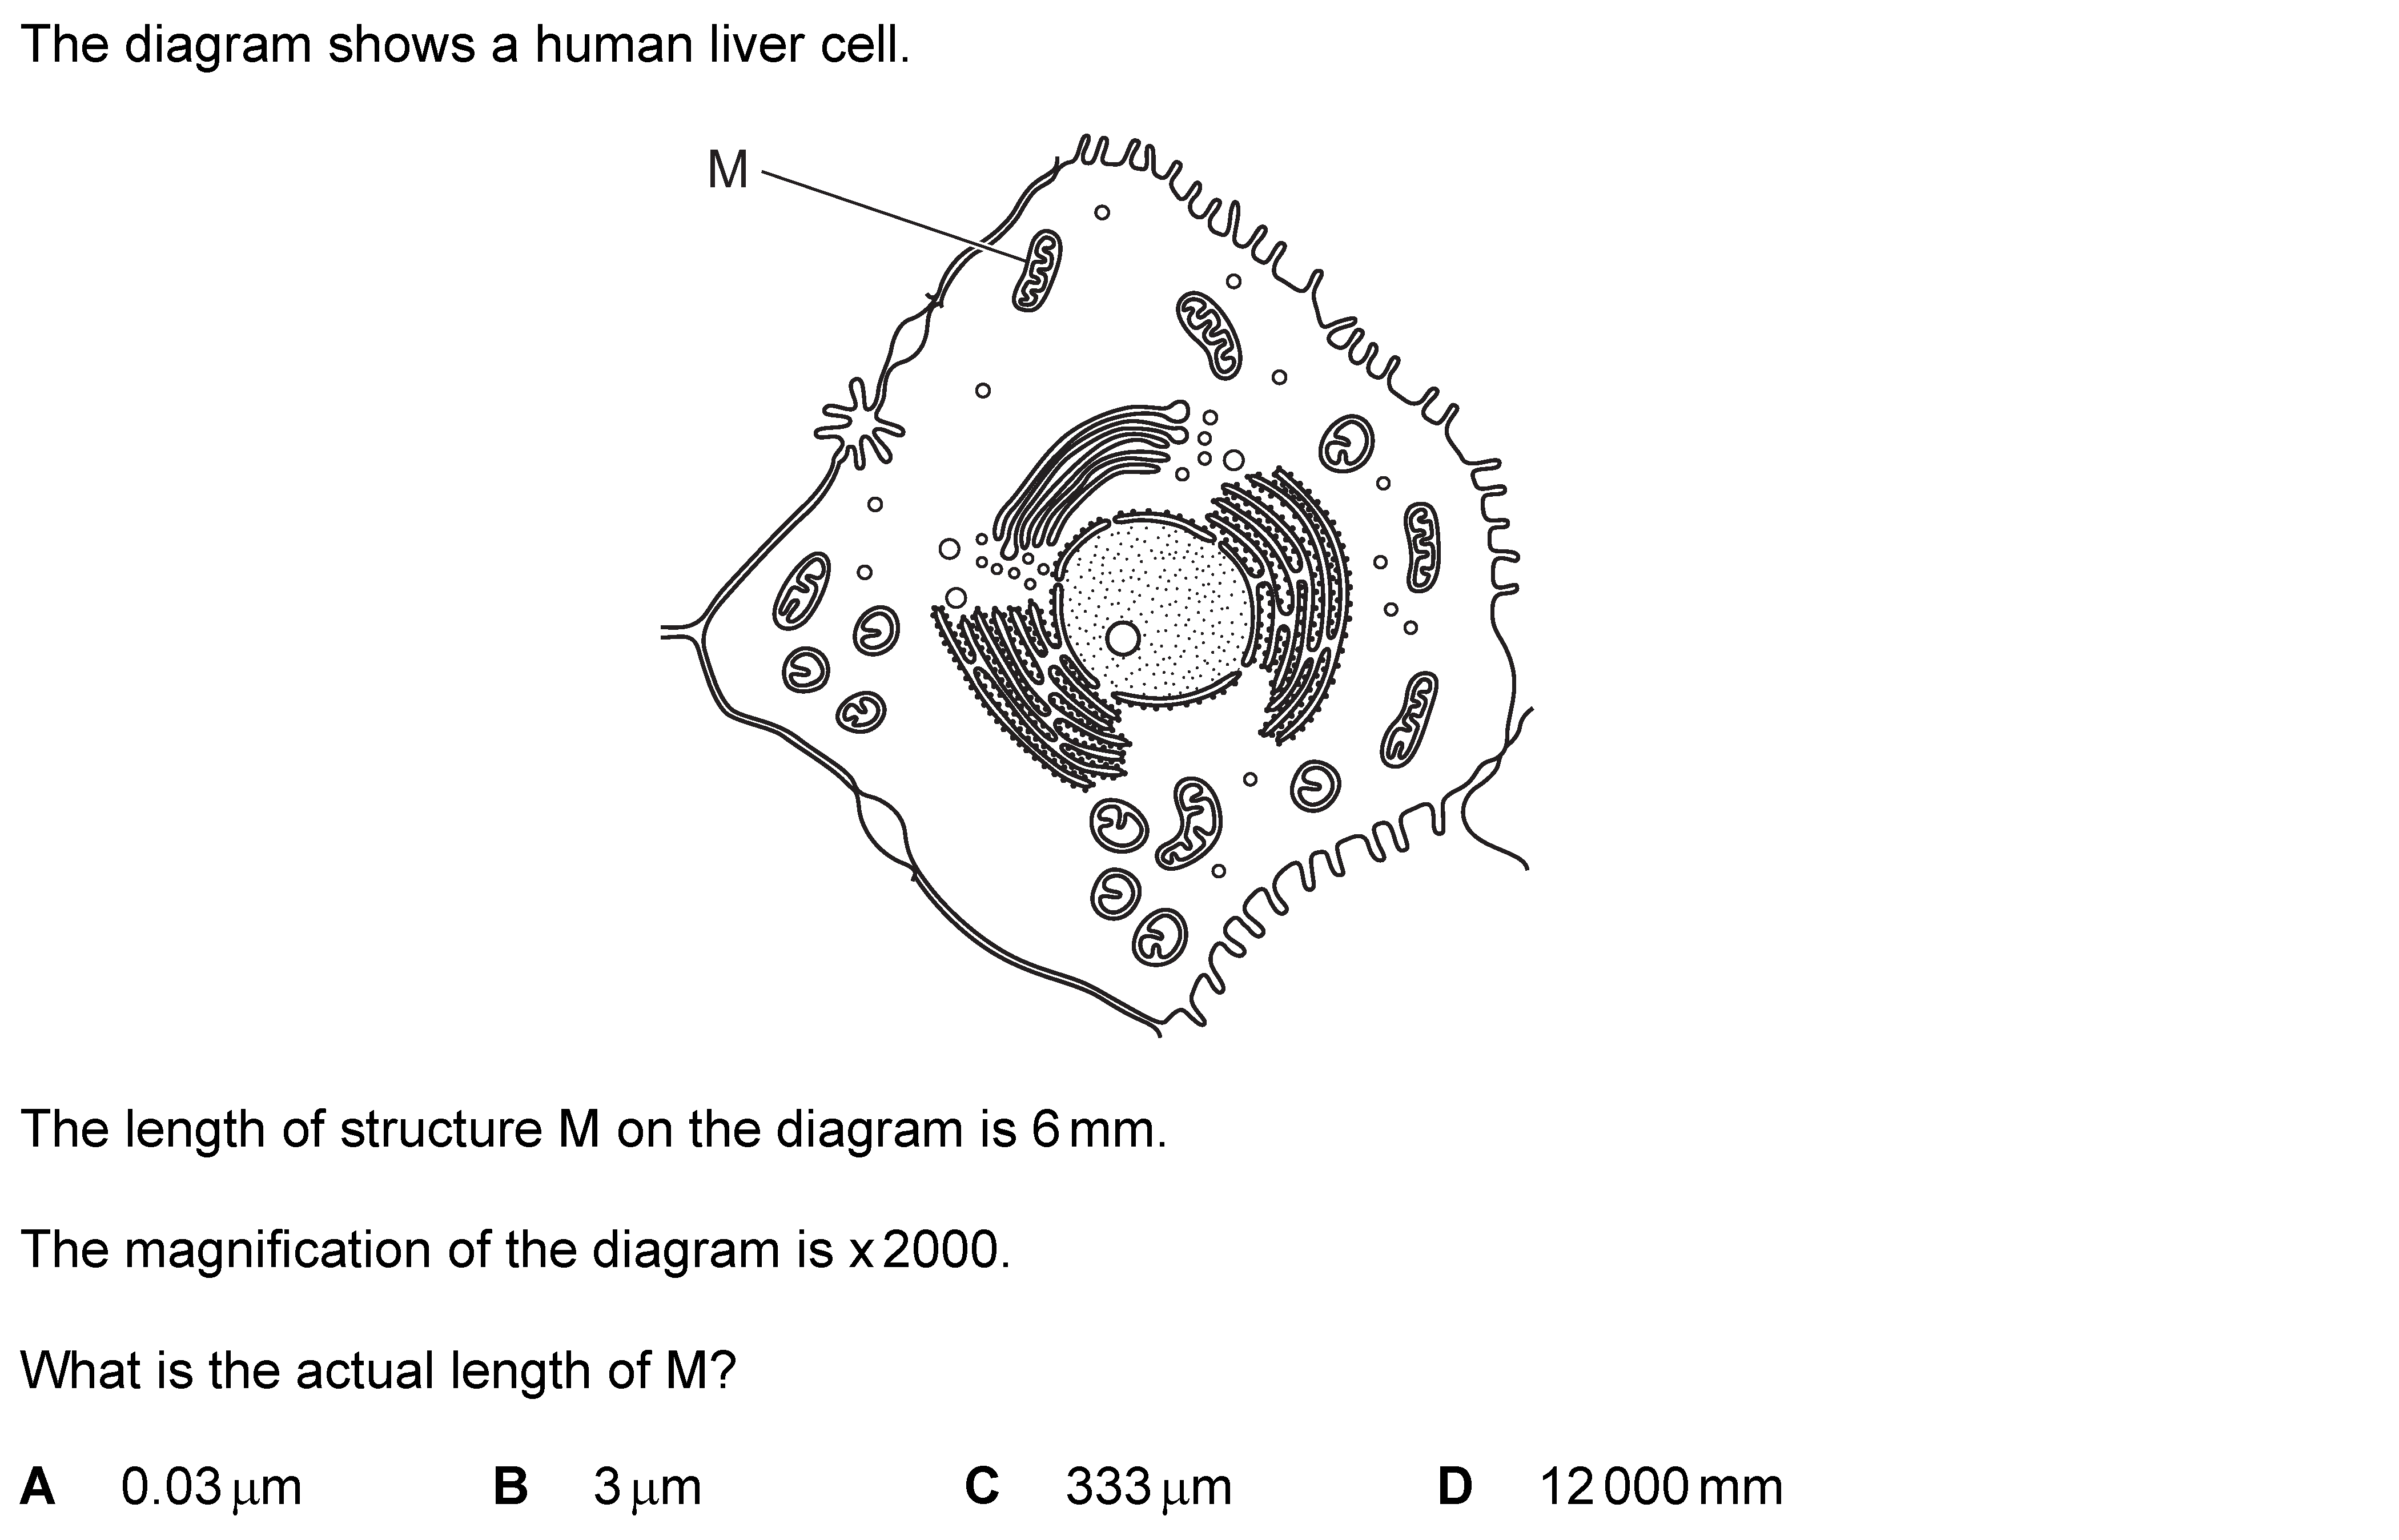 The diagram shows a human liver cell.
M
The length of structure M on the diagram is 6 mm.
The magnification of the diagram is x 2000.
What is the actual length of M?
A 0.03 μm B 3 μm C 333 μm D 12 000 mm